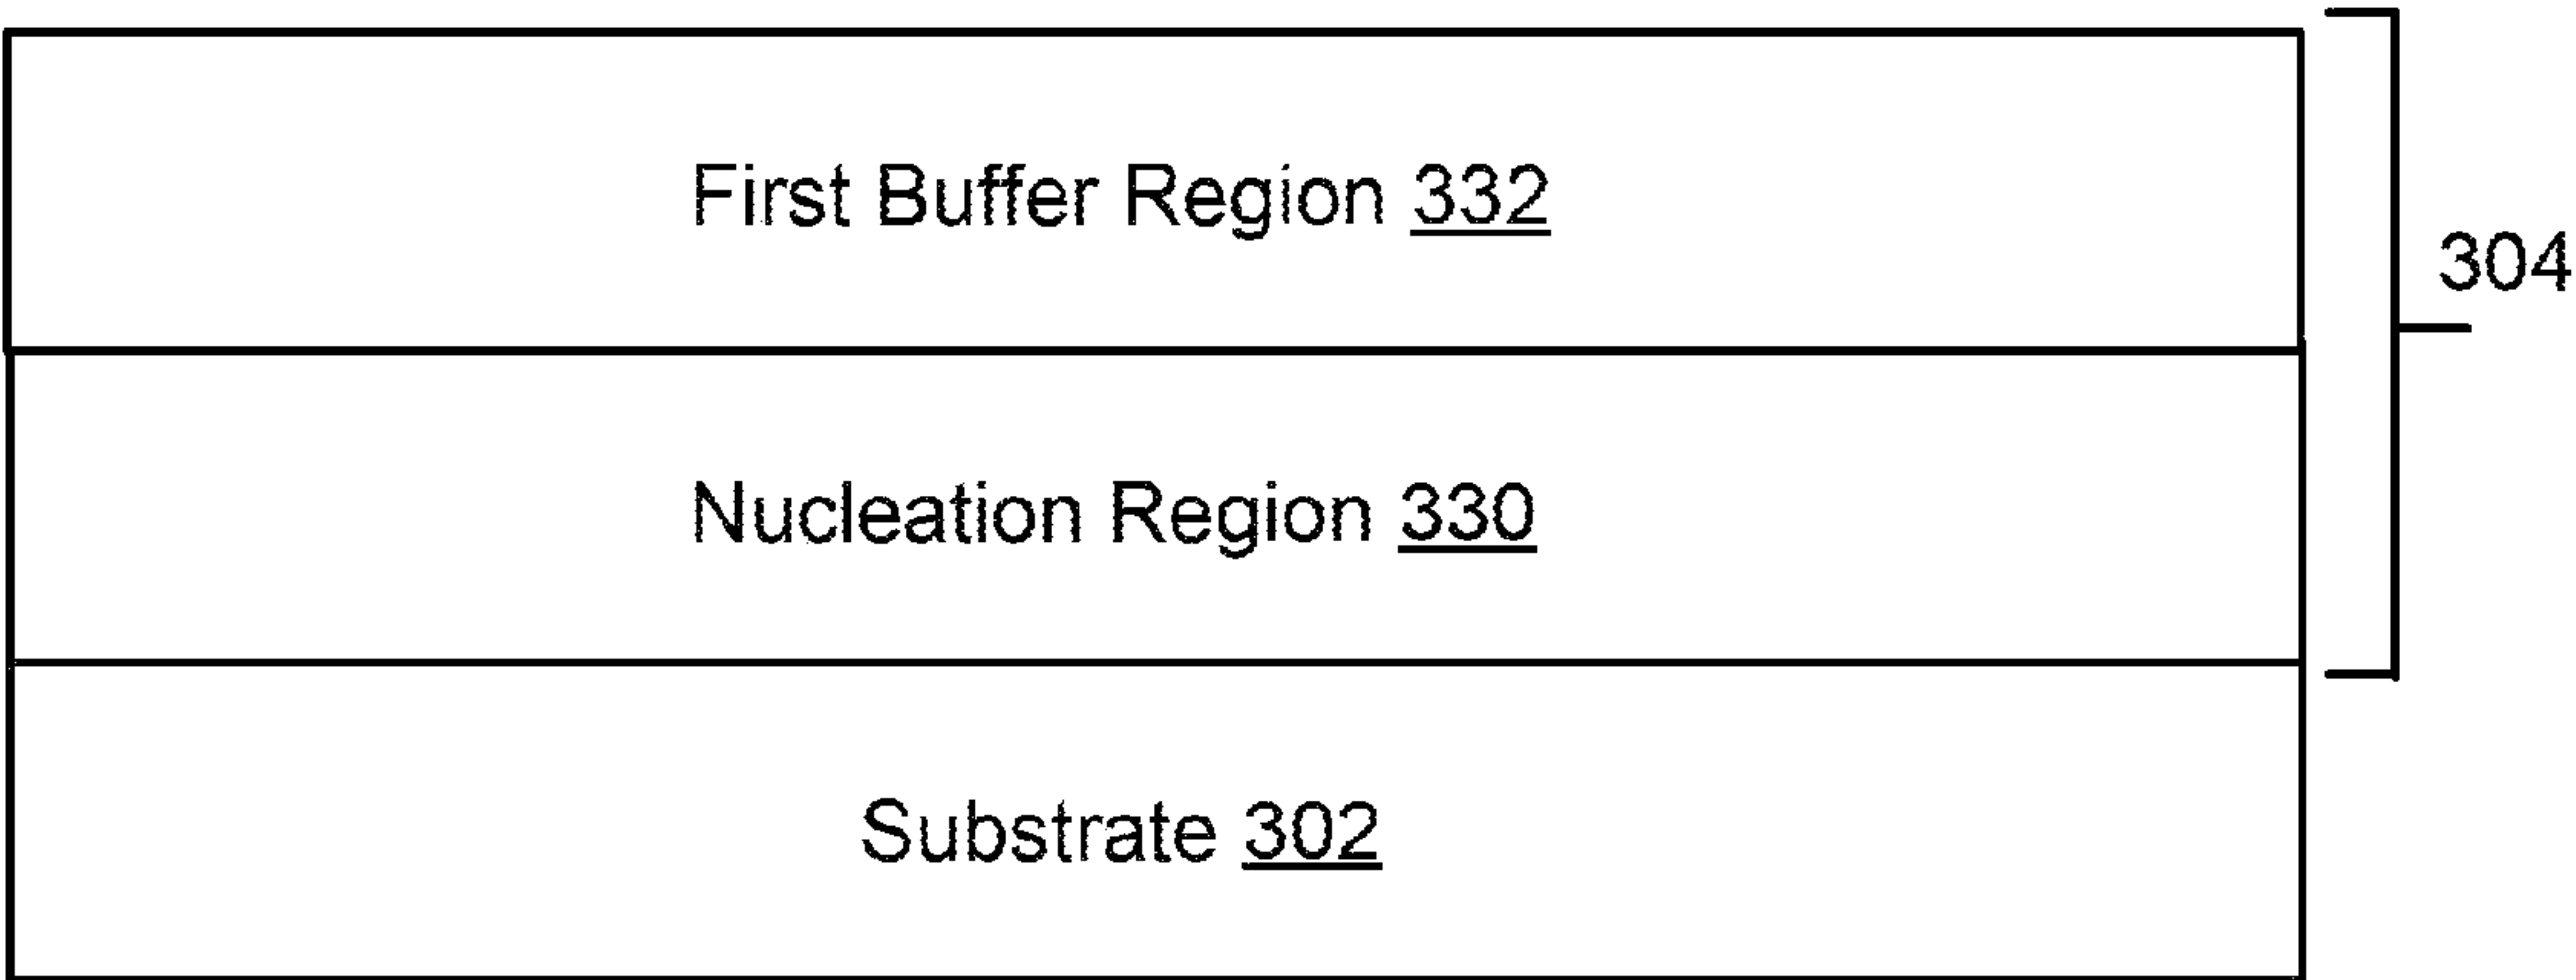 First Buffer Region 332
304
Nucleation Region 330
Substrate 302